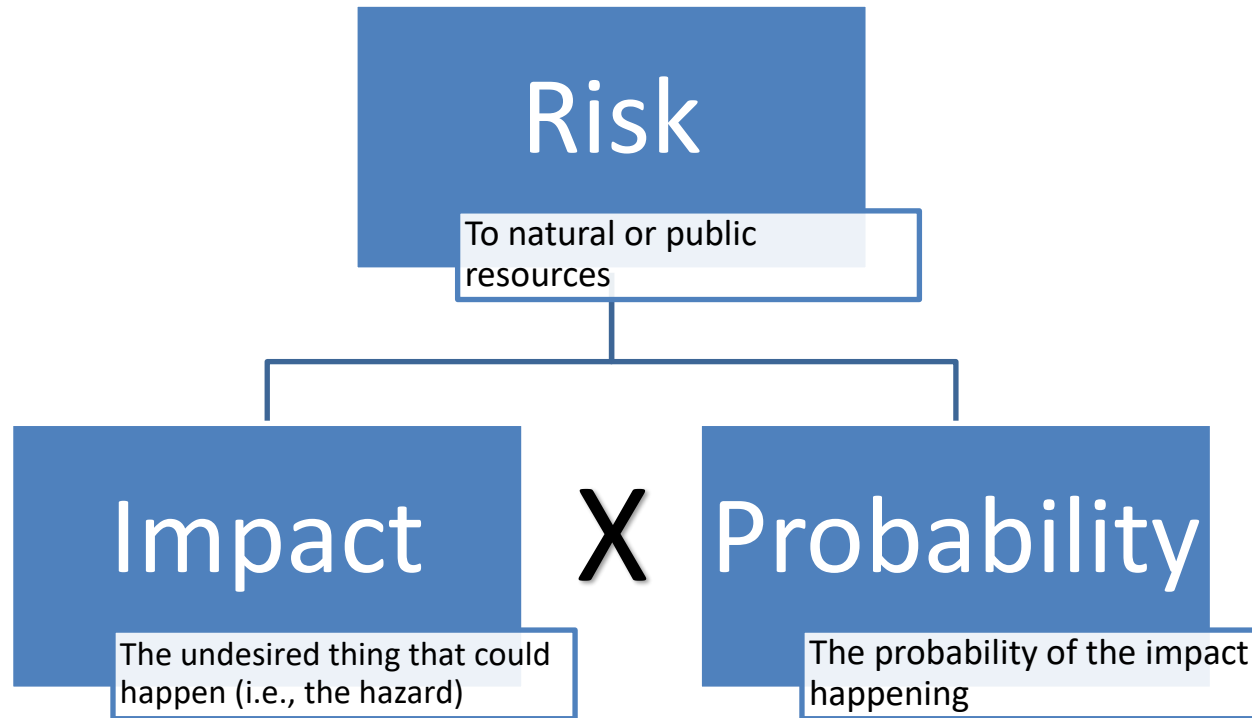 Risk
To natural or public
resources
Impact
X
Probability
The undesired thing that could
happen (i.e., the hazard)
The probability of the impact
happening